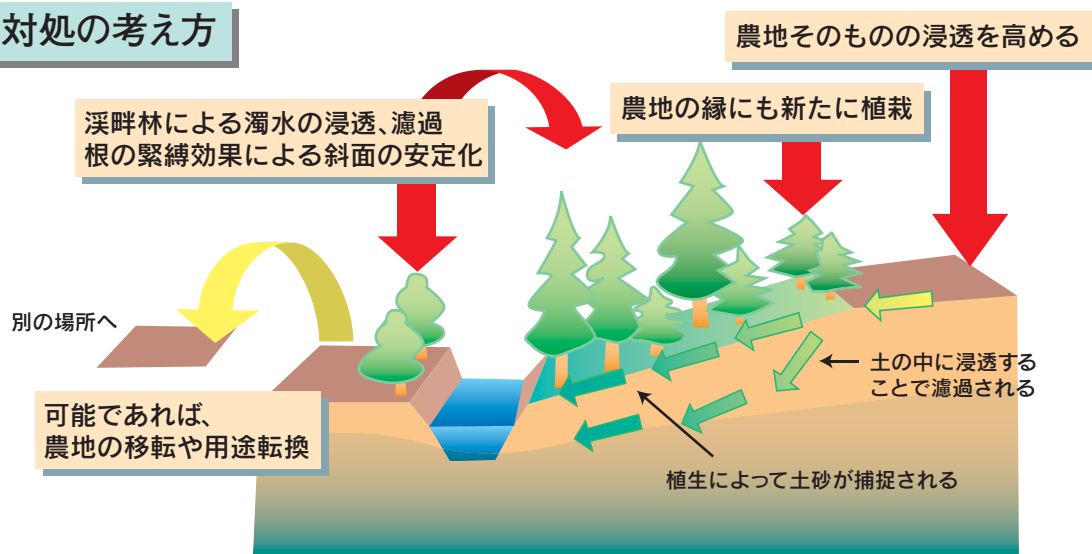 対処の考え方
農地そのものの浸透を高める
農地の縁にも新たに植栽
渓畔林による濁水の浸透、濾過
根の緊縛効果による斜面の安定化
別の場所へ
土の中に浸透する
ことで濾過される
可能であれば、
農地の移転や用途転換
植生によって土砂が捕捉される